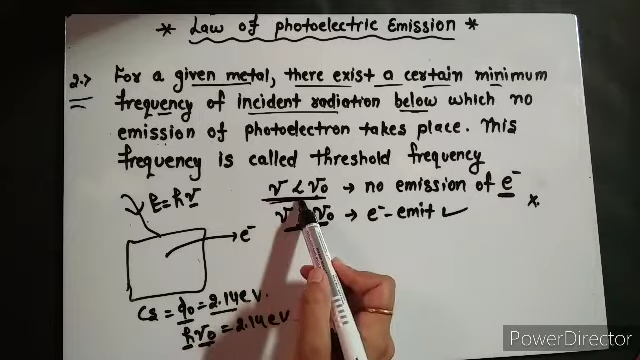 * Law of photoelectric Emission *
2.> For a given metal, there exist a certain minimum
frequency of incident radiation below which no
emission of photoelectron takes place. This
frequency is called threshold frequency
ν < ν₀ → no emission of e⁻ ×
ν ν₀ → e⁻ emit ✓
E = hν
→ e⁻
Cs = ϕ₀ = 2.14 eV.
hν₀ = 2.14 eV
PowerDirector